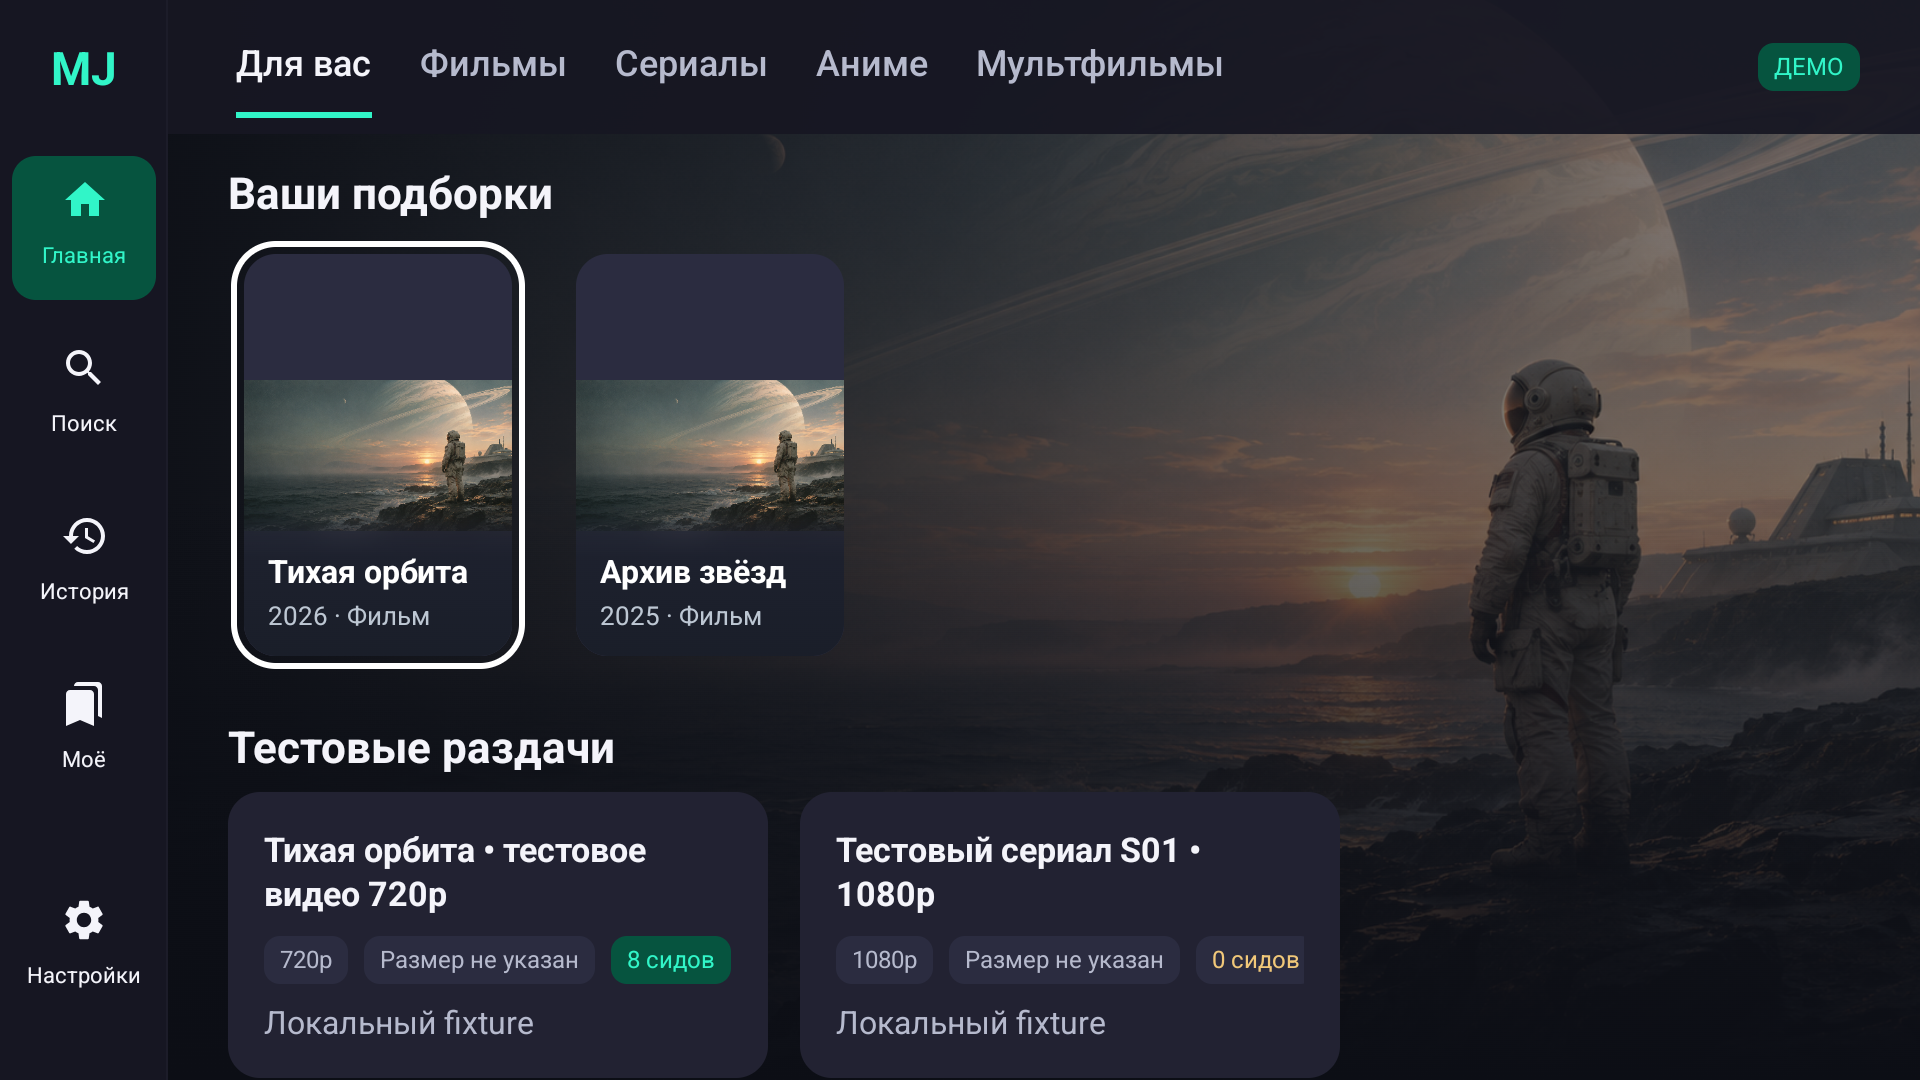 MJ
Для вас
Фильмы
Сериалы
Аниме
Мультфильмы
ДЕМО
Главная
Поиск
История
Моё
Настройки
Ваши подборки
Тихая орбита
2026 · Фильм
Архив звёзд
2025 · Фильм
Тестовые раздачи
Тихая орбита • тестовое
видео 720p
720p
Размер не указан
8 сидов
Локальный fixture
Тестовый сериал S01 •
1080p
1080p
Размер не указан
0 сидов
Локальный fixture